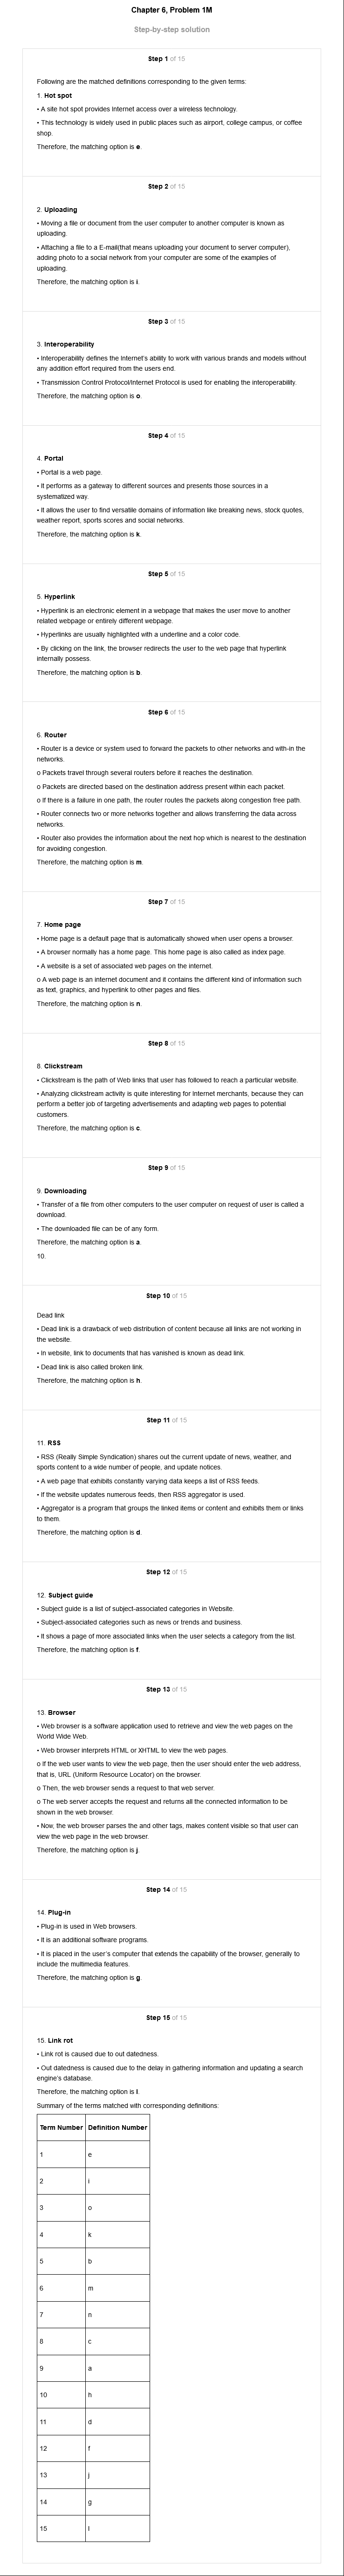 Chapter 6, Problem 1M
Step-by-step solution
Step 1 of 15
Following are the matched definitions corresponding to the given terms:
1. Hot spot
• A site hot spot provides Internet access over a wireless technology.
• This technology is widely used in public places such as airport, college campus, or coffee
shop.
Therefore, the matching option is e.
Step 2 of 15
2. Uploading
• Moving a file or document from the user computer to another computer is known as
uploading.
• Attaching a file to a E-mail(that means uploading your document to server computer),
adding photo to a social network from your computer are some of the examples of
uploading.
Therefore, the matching option is i.
Step 3 of 15
3. Interoperability
• Interoperability defines the Internet's ability to work with various brands and models without
any addition effort required from the users end.
• Transmission Control Protocol/Internet Protocol is used for enabling the interoperability.
Therefore, the matching option is o.
Step 4 of 15
4. Portal
• Portal is a web page.
• It performs as a gateway to different sources and presents those sources in a
systematized way.
• It allows the user to find versatile domains of information like breaking news, stock quotes,
weather report, sports scores and social networks.
Therefore, the matching option is k.
Step 5 of 15
5. Hyperlink
• Hyperlink is an electronic element in a webpage that makes the user move to another
related webpage or entirely different webpage.
• Hyperlinks are usually highlighted with a underline and a color code.
• By clicking on the link, the browser redirects the user to the web page that hyperlink
internally possess.
Therefore, the matching option is b.
Step 6 of 15
6. Router
• Router is a device or system used to forward the packets to other networks and with-in the
networks.
o Packets travel through several routers before it reaches the destination.
o Packets are directed based on the destination address present within each packet.
o If there is a failure in one path, the router routes the packets along congestion free path.
• Router connects two or more networks together and allows transferring the data across
networks.
• Router also provides the information about the next hop which is nearest to the destination
for avoiding congestion.
Therefore, the matching option is m.
Step 7 of 15
7. Home page
• Home page is a default page that is automatically showed when user opens a browser.
• A browser normally has a home page. This home page is also called as index page.
• A website is a set of associated web pages on the internet.
o A web page is an internet document and it contains the different kind of information such
as text, graphics, and hyperlink to other pages and files.
Therefore, the matching option is n.
Step 8 of 15
8. Clickstream
• Clickstream is the path of Web links that user has followed to reach a particular website.
• Analyzing clickstream activity is quite interesting for Internet merchants, because they can
perform a better job of targeting advertisements and adapting web pages to potential
customers.
Therefore, the matching option is c.
Step 9 of 15
9. Downloading
• Transfer of a file from other computers to the user computer on request of user is called a
download.
• The downloaded file can be of any form.
Therefore, the matching option is a.
10.
Step 10 of 15
Dead link
• Dead link is a drawback of web distribution of content because all links are not working in
the website.
• In website, link to documents that has vanished is known as dead link.
• Dead link is also called broken link.
Therefore, the matching option is h.
Step 11 of 15
11. RSS
• RSS (Really Simple Syndication) shares out the current update of news, weather, and
sports content to a wide number of people, and update notices.
• A web page that exhibits constantly varying data keeps a list of RSS feeds.
• If the website updates numerous feeds, then RSS aggregator is used.
• Aggregator is a program that groups the linked items or content and exhibits them or links
to them.
Therefore, the matching option is d.
Step 12 of 15
12. Subject guide
• Subject guide is a list of subject-associated categories in Website.
• Subject-associated categories such as news or trends and business.
• It shows a page of more associated links when the user selects a category from the list.
Therefore, the matching option is f.
Step 13 of 15
13. Browser
• Web browser is a software application used to retrieve and view the web pages on the
World Wide Web.
• Web browser interprets HTML or XHTML to view the web pages.
o If the web user wants to view the web page, then the user should enter the web address,
that is, URL (Uniform Resource Locator) on the browser.
o Then, the web browser sends a request to that web server.
o The web server accepts the request and returns all the connected information to be
shown in the web browser.
• Now, the web browser parses the and other tags, makes content visible so that user can
view the web page in the web browser.
Therefore, the matching option is j.
Step 14 of 15
14. Plug-in
• Plug-in is used in Web browsers.
• It is an additional software programs.
• It is placed in the user's computer that extends the capability of the browser, generally to
include the multimedia features.
Therefore, the matching option is g.
Step 15 of 15
15. Link rot
• Link rot is caused due to out datedness.
• Out datedness is caused due to the delay in gathering information and updating a search
engine's database.
Therefore, the matching option is l.
Summary of the terms matched with corresponding definitions:
Term Number Definition Number
1 e
2 i
3 o
4 k
5 b
6 m
7 n
8 c
9 a
10 h
11 d
12 f
13 j
14 g
15 l